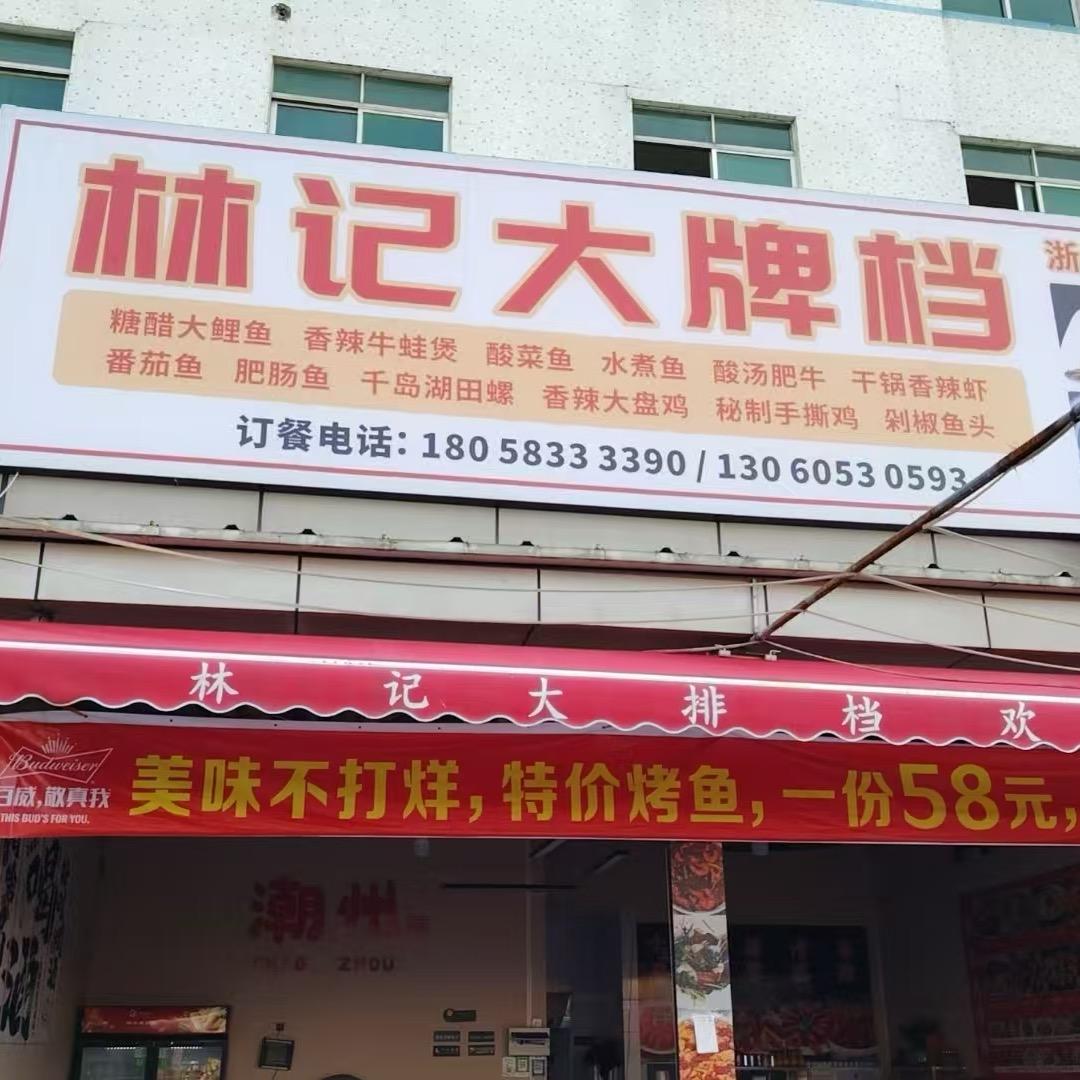 林记大牌档
浙
糖醋大鲤鱼 香辣牛蛙煲 酸菜鱼 水煮鱼 酸汤肥牛 干锅香辣虾
番茄鱼 肥肠鱼 千岛湖田螺 香辣大盘鸡 秘制手撕鸡 剁椒鱼头
订餐电话：180 5833 3390 / 130 6053 0593
林记大排档欢
Budweiser
百威,敬真我
THIS BUD'S FOR YOU.
美味不打烊,特价烤鱼,一份58元,
潮州
CHAO ZHOU